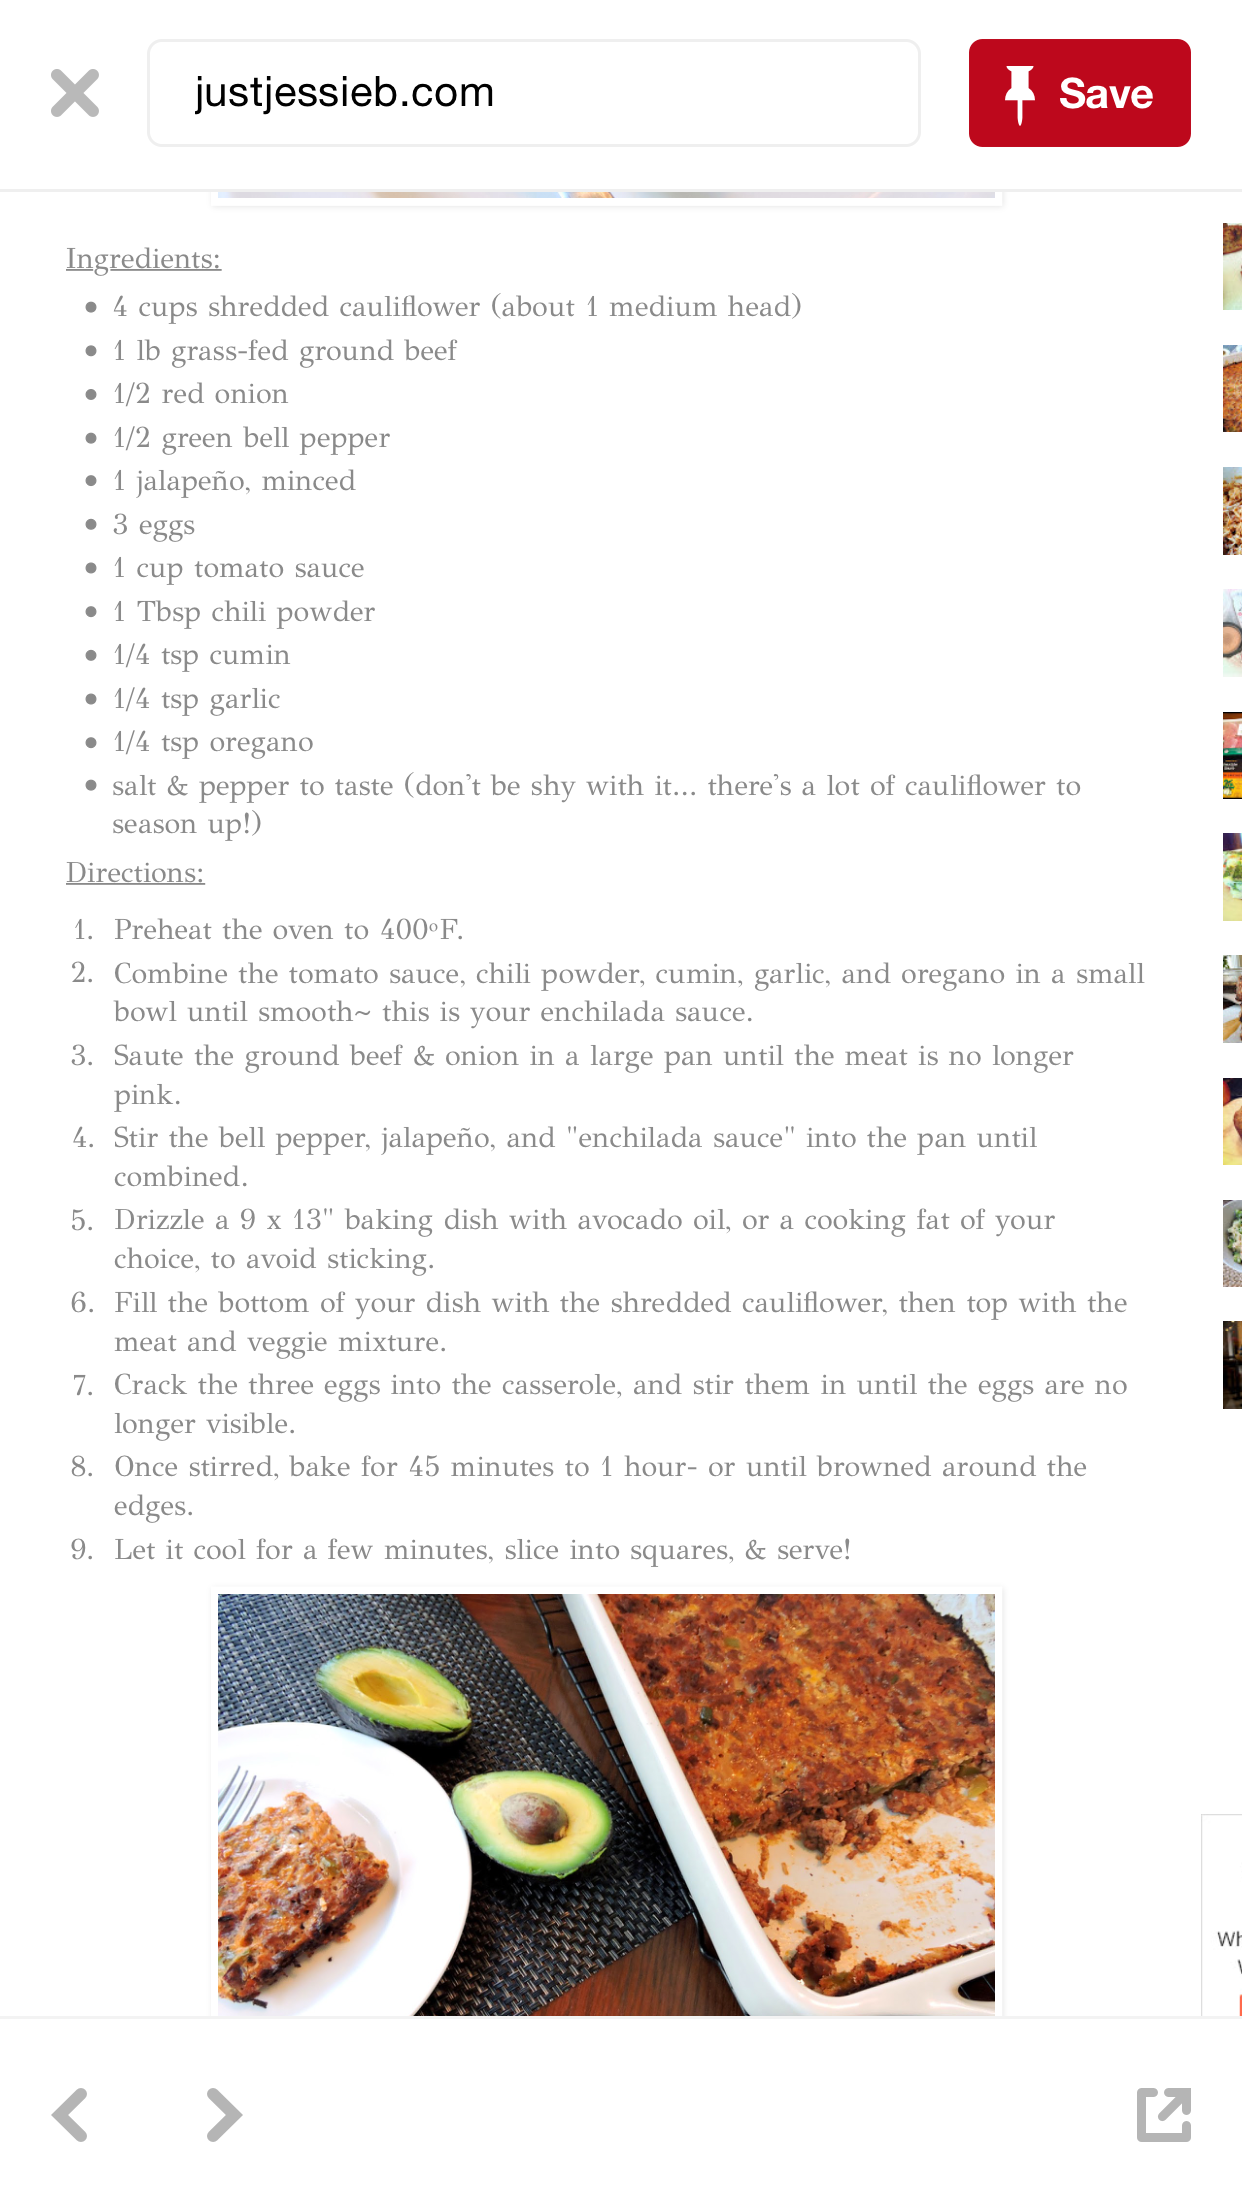 justjessieb.com
Save
Ingredients:
• 4 cups shredded cauliflower (about 1 medium head)
• 1 lb grass-fed ground beef
• 1/2 red onion
• 1/2 green bell pepper
• 1 jalapeño, minced
• 3 eggs
• 1 cup tomato sauce
• 1 Tbsp chili powder
• 1/4 tsp cumin
• 1/4 tsp garlic
• 1/4 tsp oregano
• salt & pepper to taste (don't be shy with it... there's a lot of cauliflower to
season up!)
Directions:
1. Preheat the oven to 400ºF.
2. Combine the tomato sauce, chili powder, cumin, garlic, and oregano in a small
bowl until smooth~ this is your enchilada sauce.
3. Saute the ground beef & onion in a large pan until the meat is no longer
pink.
4. Stir the bell pepper, jalapeño, and "enchilada sauce" into the pan until
combined.
5. Drizzle a 9 x 13" baking dish with avocado oil, or a cooking fat of your
choice, to avoid sticking.
6. Fill the bottom of your dish with the shredded cauliflower, then top with the
meat and veggie mixture.
7. Crack the three eggs into the casserole, and stir them in until the eggs are no
longer visible.
8. Once stirred, bake for 45 minutes to 1 hour- or until browned around the
edges.
9. Let it cool for a few minutes, slice into squares, & serve!